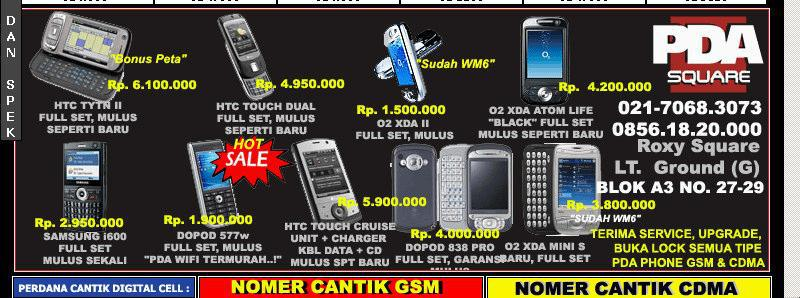 DAN SPEK
"Bonus Peta"
Rp. 6.100.000
HTC TYTN II
FULL SET, MULUS
SEPERTI BARU
Rp. 4.950.000
HTC TOUCH DUAL
FULL SET, MULUS
SEPERTI BARU
"Sudah WM6"
Rp. 1.500.000
O2 XDA II
FULL SET, MULUS
Rp. 4.200.000
O2 XDA ATOM LIFE
"BLACK" FULL SET
MULUS SEPERTI BARU
PDA
SQUARE
021-7068.3073
0856.18.20.000
Roxy Square
LT. Ground (G)
BLOK A3 NO. 27-29
Rp. 2.950.000
SAMSUNG i600
FULL SET
MULUS SEKALI
HOT
SALE
Rp. 1.900.000
DOPOD 577w
FULL SET, MULUS
"PDA WIFI TERMURAH..!"
Rp. 5.900.000
HTC TOUCH CRUISE
UNIT + CHARGER
KBL DATA + CD
MULUS SPT BARU
Rp. 4.000.000
DOPOD 838 PRO
FULL SET, GARANSI
MULUS
Rp. 3.800.000
"SUDAH WM6"
O2 XDA MINI S
BARU, FULL SET
TERIMA SERVICE, UPGRADE,
BUKA LOCK SEMUA TIPE
PDA PHONE GSM & CDMA
PERDANA CANTIK DIGITAL CELL :
NOMER CANTIK GSM
NOMER CANTIK CDMA